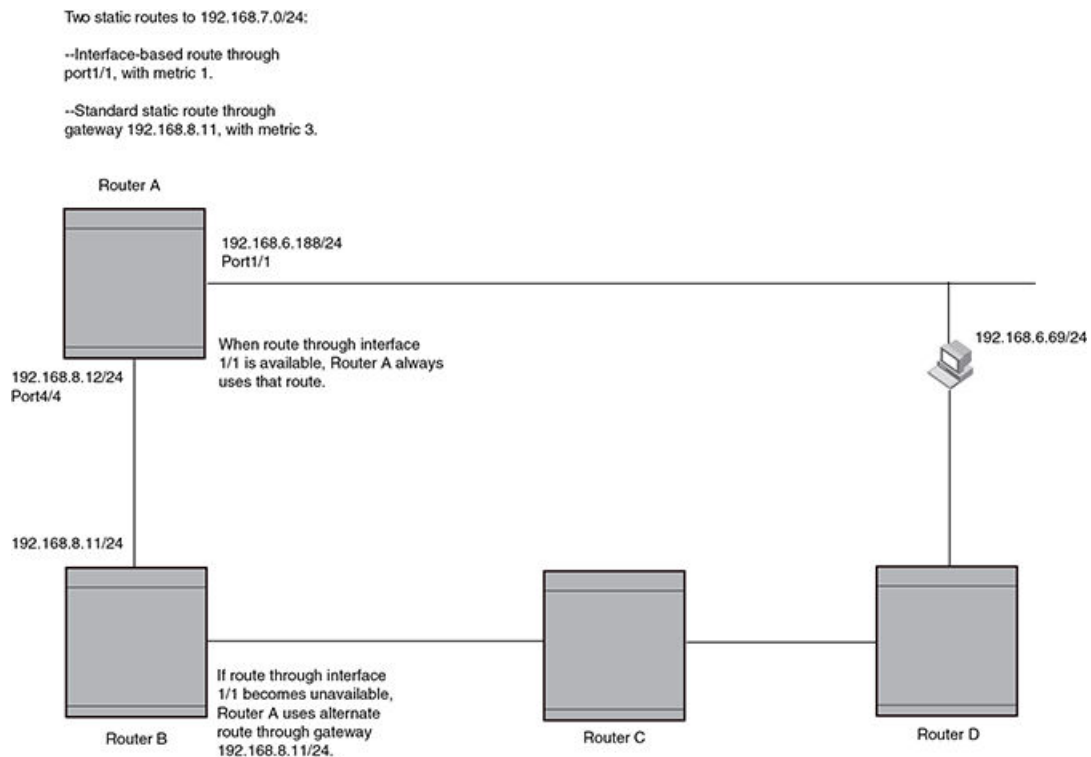 Two static routes to 192.168.7.0/24:
--Interface-based route through
port1/1, with metric 1.
--Standard static route through
gateway 192.168.8.11, with metric 3.
Router A
192.168.6.188/24
Port1/1
When route through interface
1/1 is available, Router A always
uses that route.
192.168.6.69/24
192.168.8.12/24
Port4/4
192.168.8.11/24
If route through interface
1/1 becomes unavailable,
Router A uses alternate
route through gateway
192.168.8.11/24.
Router B
Router C
Router D